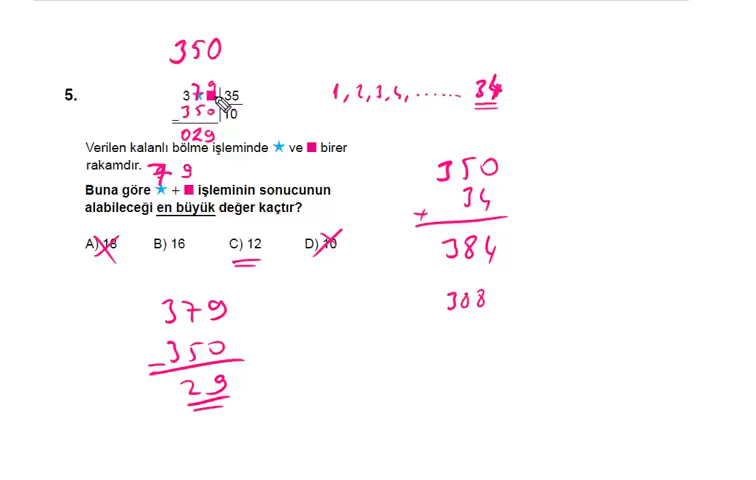 350
5.
3 79 35
- 350 10
029
1, 2, 3, 4, ...... 34
Verilen kalanlı bölme işleminde ★ ve ■ birer
rakamdır. 7 9
Buna göre ★ + ■ işleminin sonucunun
alabileceği en büyük değer kaçtır?
A) 18 B) 16 C) 12 D) 10
350
34
+
384
308
379
- 350
29